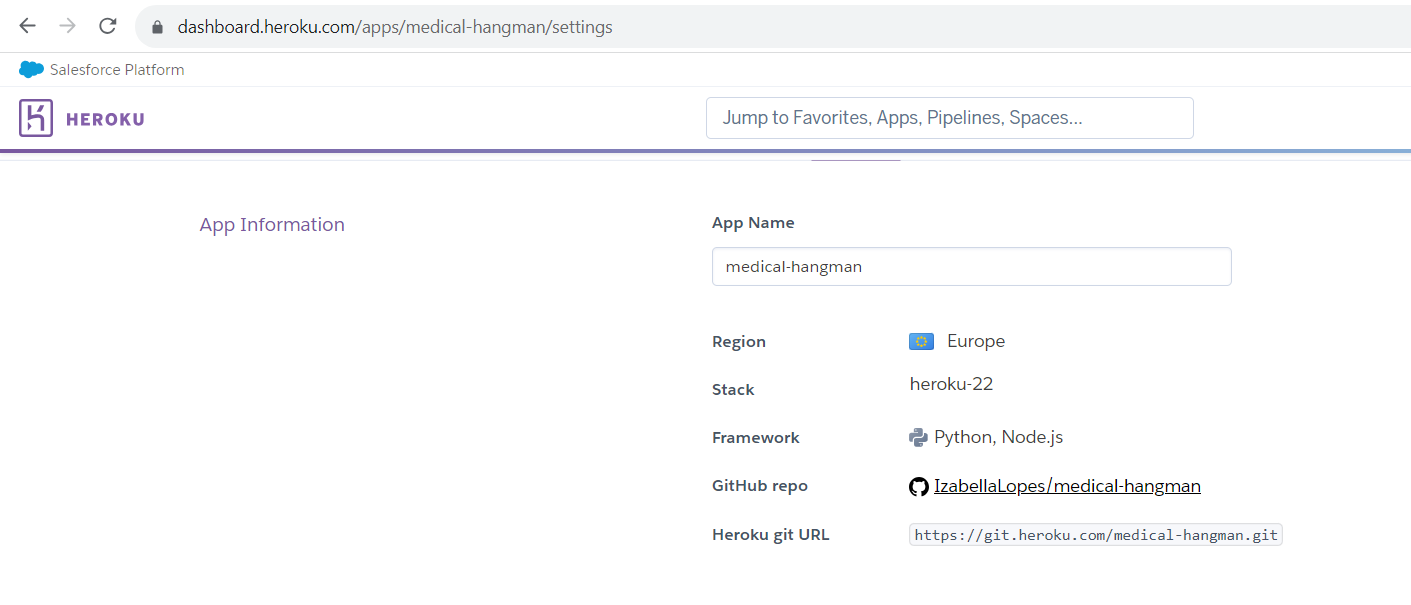 dashboard.heroku.com/apps/medical-hangman/settings
Salesforce Platform
HEROKU
Jump to Favorites, Apps, Pipelines, Spaces...
App Information
App Name
medical-hangman
Region Europe
Stack heroku-22
Framework Python, Node.js
GitHub repo IzabellaLopes/medical-hangman
Heroku git URL https://git.heroku.com/medical-hangman.git